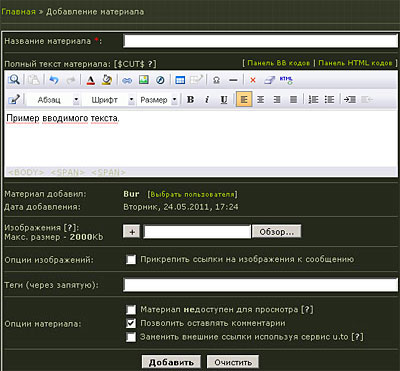 Главная » Добавление материала
Название материала *:
Полный текст материала: [$CUT$ ?] [ Панель BB кодов | Панель HTML кодов ]
HTML
Абзац Шрифт Размер B I U
Пример вводимого текста.
<BODY> <SPAN> <SPAN>
Материал добавил: Bur [Выбрать пользователя]
Дата добавления: Вторник, 24.05.2011, 17:24
Изображения [?]:
Макс. размер - 2000Kb + Обзор...
Опции изображений: Прикрепить ссылки на изображения к сообщению
Теги (через запятую):
Материал недоступен для просмотра [?]
Опции материала: Позволить оставлять комментарии
Заменить внешние ссылки используя сервис u.to [?]
Добавить Очистить